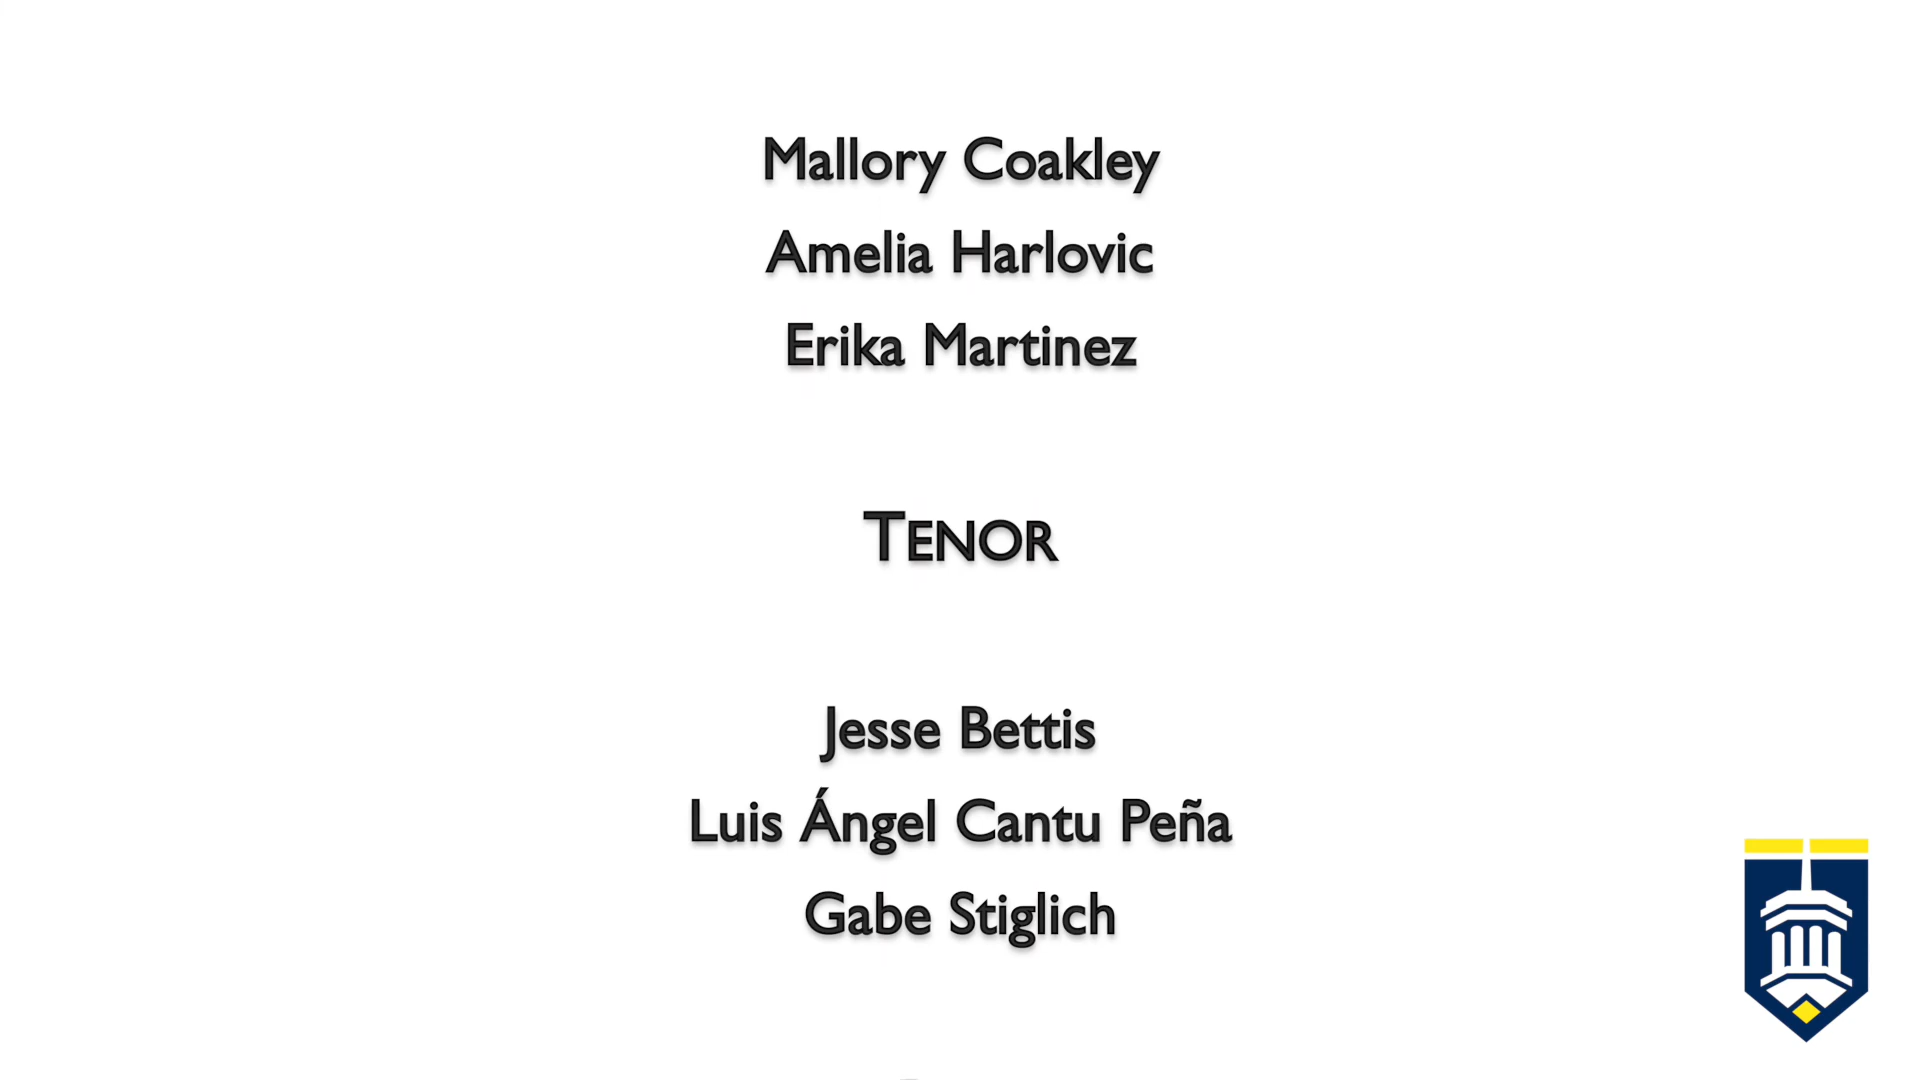 Mallory Coakley
Amelia Harlovic
Erika Martinez
TENOR
Jesse Bettis
Luis Ángel Cantu Peña
Gabe Stiglich